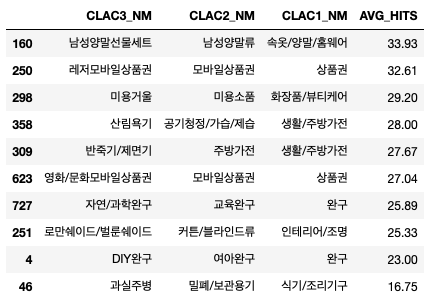 CLAC3_NM CLAC2_NM CLAC1_NM AVG_HITS
160 남성양말선물세트 남성양말류 속옷/양말/홈웨어 33.93
250 레저모바일상품권 모바일상품권 상품권 32.61
298 미용거울 미용소품 화장품/뷰티케어 29.20
358 산림욕기 공기청정/가습/제습 생활/주방가전 28.00
309 반죽기/제면기 주방가전 생활/주방가전 27.67
623 영화/문화모바일상품권 모바일상품권 상품권 27.04
727 자연/과학완구 교육완구 완구 25.89
251 로만쉐이드/벌룬쉐이드 커튼/블라인드류 인테리어/조명 25.33
4 DIY완구 여아완구 완구 23.00
46 과실주병 밀폐/보관용기 식기/조리기구 16.75